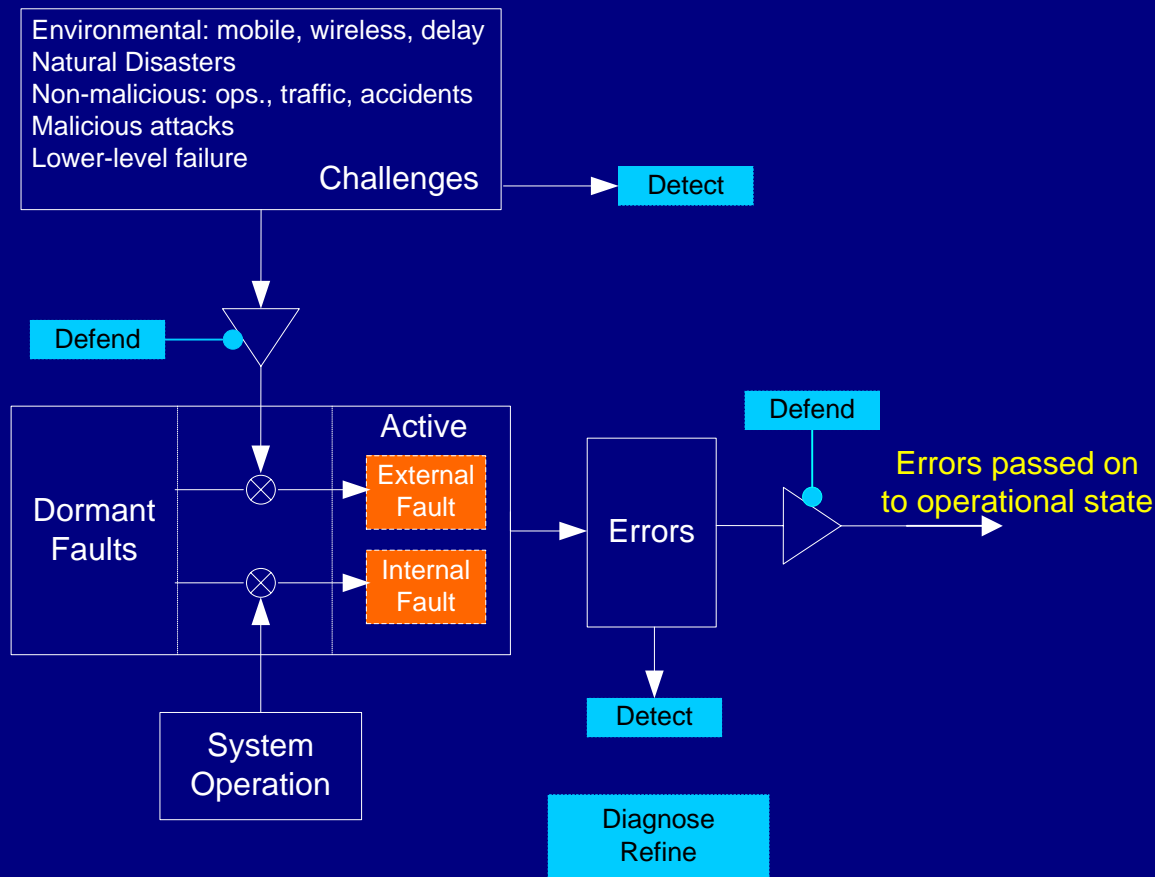 Environmental: mobile, wireless, delay
Natural Disasters
Non-malicious: ops., traffic, accidents
Malicious attacks
Lower-level failure
Challenges
Detect
Defend
Dormant
Faults
Active
External
Fault
Internal
Fault
Errors
Defend
Errors passed on
to operational state
Detect
System
Operation
Diagnose
Refine